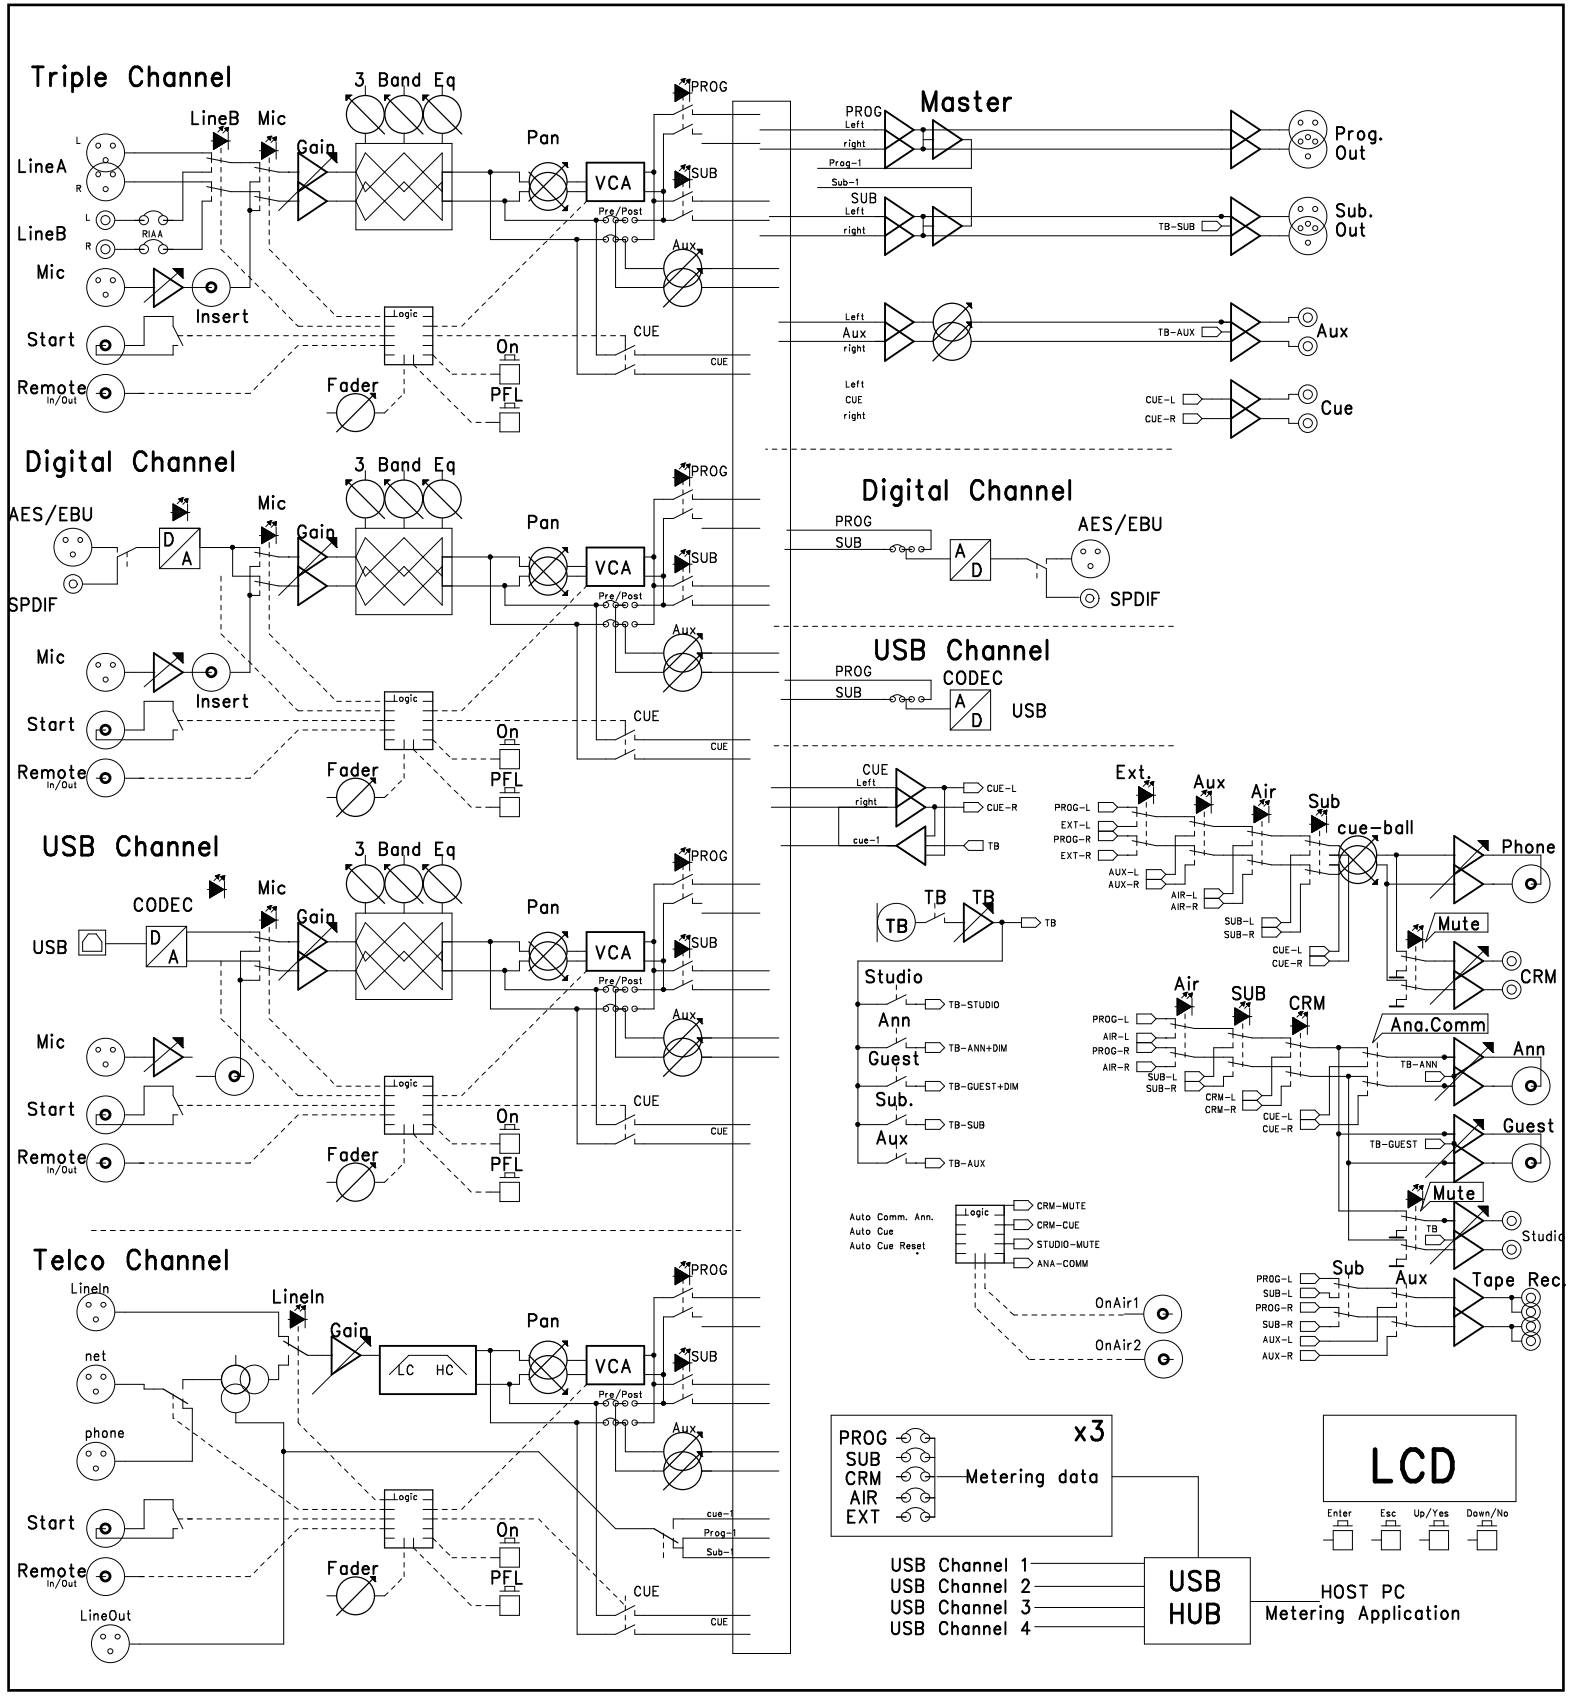 Triple Channel
3 Band Eq
PROG
LineB
Mic
Gain
Pan
L
LineA
R
VCA
SUB
Pre/Post
L
RIAA
LineB
R
Aux
Mic
Insert
Logic
Start
CUE
On
CUE
Remote
In/Out
Fader
PFL
Digital Channel
3 Band Eq
PROG
AES/EBU
Mic
Gain
Pan
D
A
VCA
SUB
SPDIF
Pre/Post
Aux
Mic
Insert
Logic
Start
CUE
On
CUE
Remote
In/Out
Fader
PFL
USB Channel
3 Band Eq
PROG
CODEC
Mic
Gain
Pan
USB
D
A
VCA
SUB
Pre/Post
Aux
Mic
Logic
Start
CUE
On
CUE
Remote
In/Out
Fader
PFL
Telco Channel
LineIn
LineIn
PROG
Gain
Pan
net
LC HC
VCA
SUB
Pre/Post
phone
Aux
Logic
Start
cue-1
Prog-1
Sub-1
On
Remote
In/Out
Fader
PFL
CUE
CUE
LineOut
Master
PROG
Left
right
Prog-1
Prog.
Out
Sub-1
SUB
Left
right
TB-SUB
Sub.
Out
Left
Aux
right
TB-AUX
Aux
Left
CUE
right
CUE-L
CUE-R
Cue
Digital Channel
PROG
SUB
A
D
AES/EBU
SPDIF
USB Channel
PROG
CODEC
SUB
A
D
USB
CUE
Left
right
cue-1
CUE-L
CUE-R
TB
Ext.
Aux
Air
Sub
cue-ball
PROG-L
EXT-L
PROG-R
EXT-R
AUX-L
AUX-R
AIR-L
AIR-R
SUB-L
SUB-R
CUE-L
CUE-R
Phone
Mute
CRM
TB
TB
TB
TB
Studio
TB-STUDIO
Ann
TB-ANN+DIM
Guest
TB-GUEST+DIM
Sub.
TB-SUB
Aux
TB-AUX
Air
SUB
CRM
Ana.Comm
PROG-L
AIR-L
PROG-R
AIR-R
SUB-L
SUB-R
CRM-L
CRM-R
CUE-L
CUE-R
TB-ANN
Ann
TB-GUEST
Guest
Mute
TB
Studio
Auto Comm. Ann.
Auto Cue
Auto Cue Reset
Logic
CRM-MUTE
CRM-CUE
STUDIO-MUTE
ANA-COMM
OnAir1
OnAir2
Sub
Aux
Tape Rec.
PROG-L
SUB-L
PROG-R
SUB-R
AUX-L
AUX-R
x3
PROG
SUB
CRM
AIR
EXT
Metering data
LCD
Enter
Esc
Up/Yes
Down/No
USB Channel 1
USB Channel 2
USB Channel 3
USB Channel 4
USB
HUB
HOST PC
Metering Application